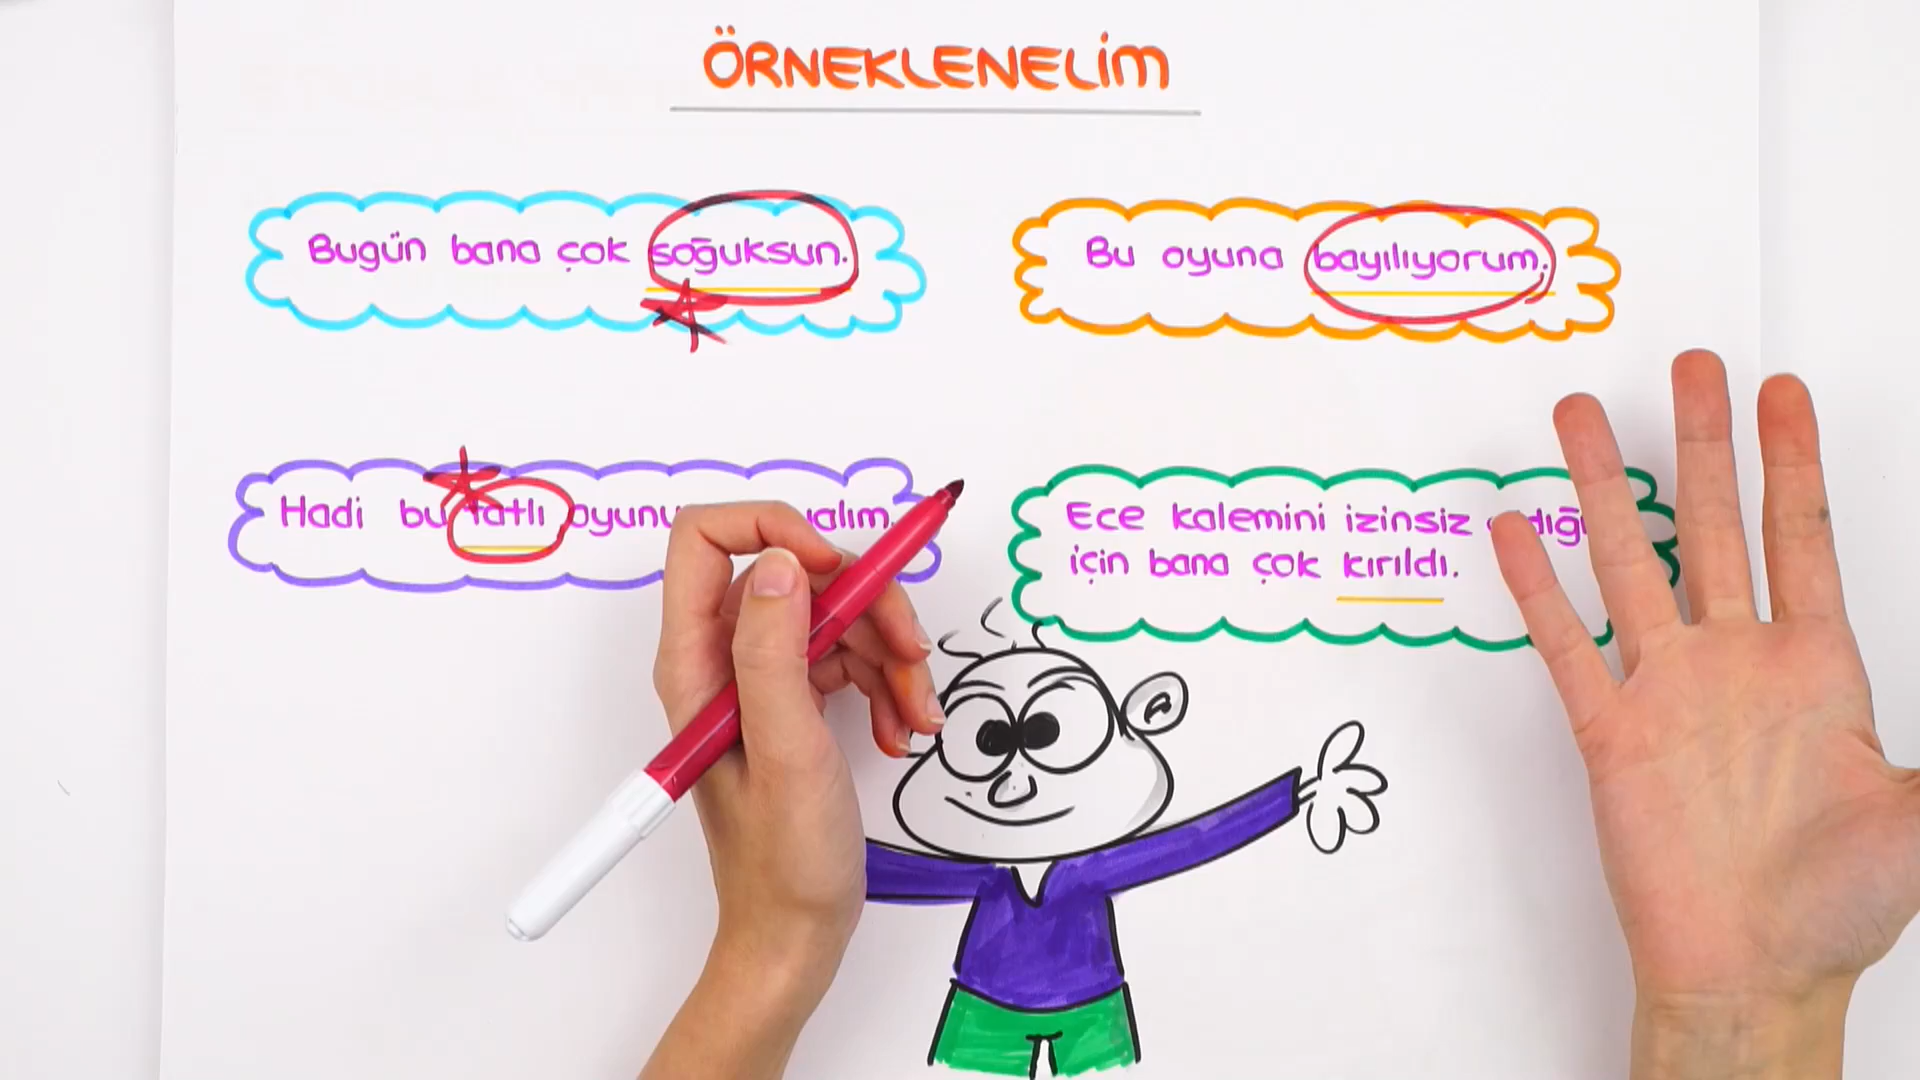 ÖRNEKLENELİM
Bugün bana çok soğuksun.
Bu oyuna bayılıyorum.
Hadi bu tatlı oyunu
Ece kalemini izinsiz
için bana çok kırıldı.